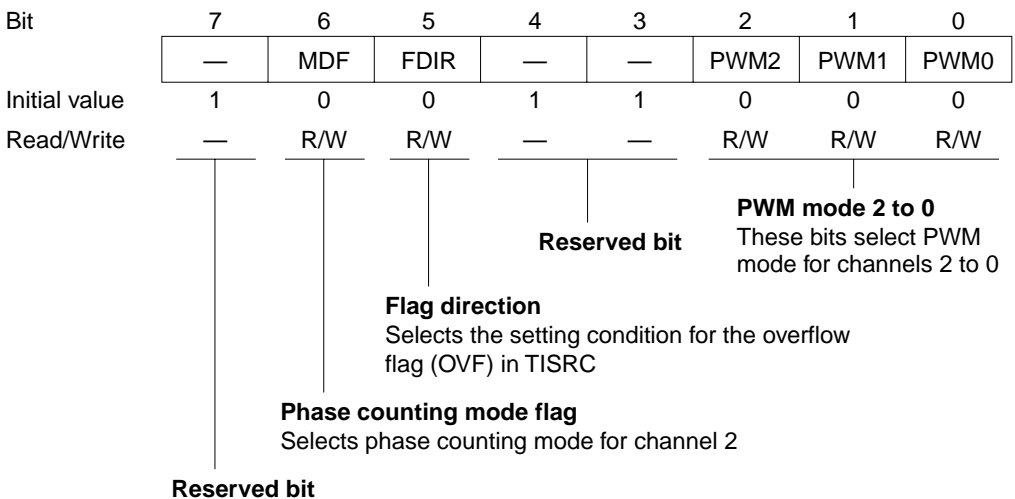 Bit 7 6 5 4 3 2 1 0
— MDF FDIR — — PWM2 PWM1 PWM0
Initial value 1 0 0 1 1 0 0 0
Read/Write — R/W R/W — — R/W R/W R/W
PWM mode 2 to 0
These bits select PWM
mode for channels 2 to 0
Reserved bit
Flag direction
Selects the setting condition for the overflow
flag (OVF) in TISRC
Phase counting mode flag
Selects phase counting mode for channel 2
Reserved bit